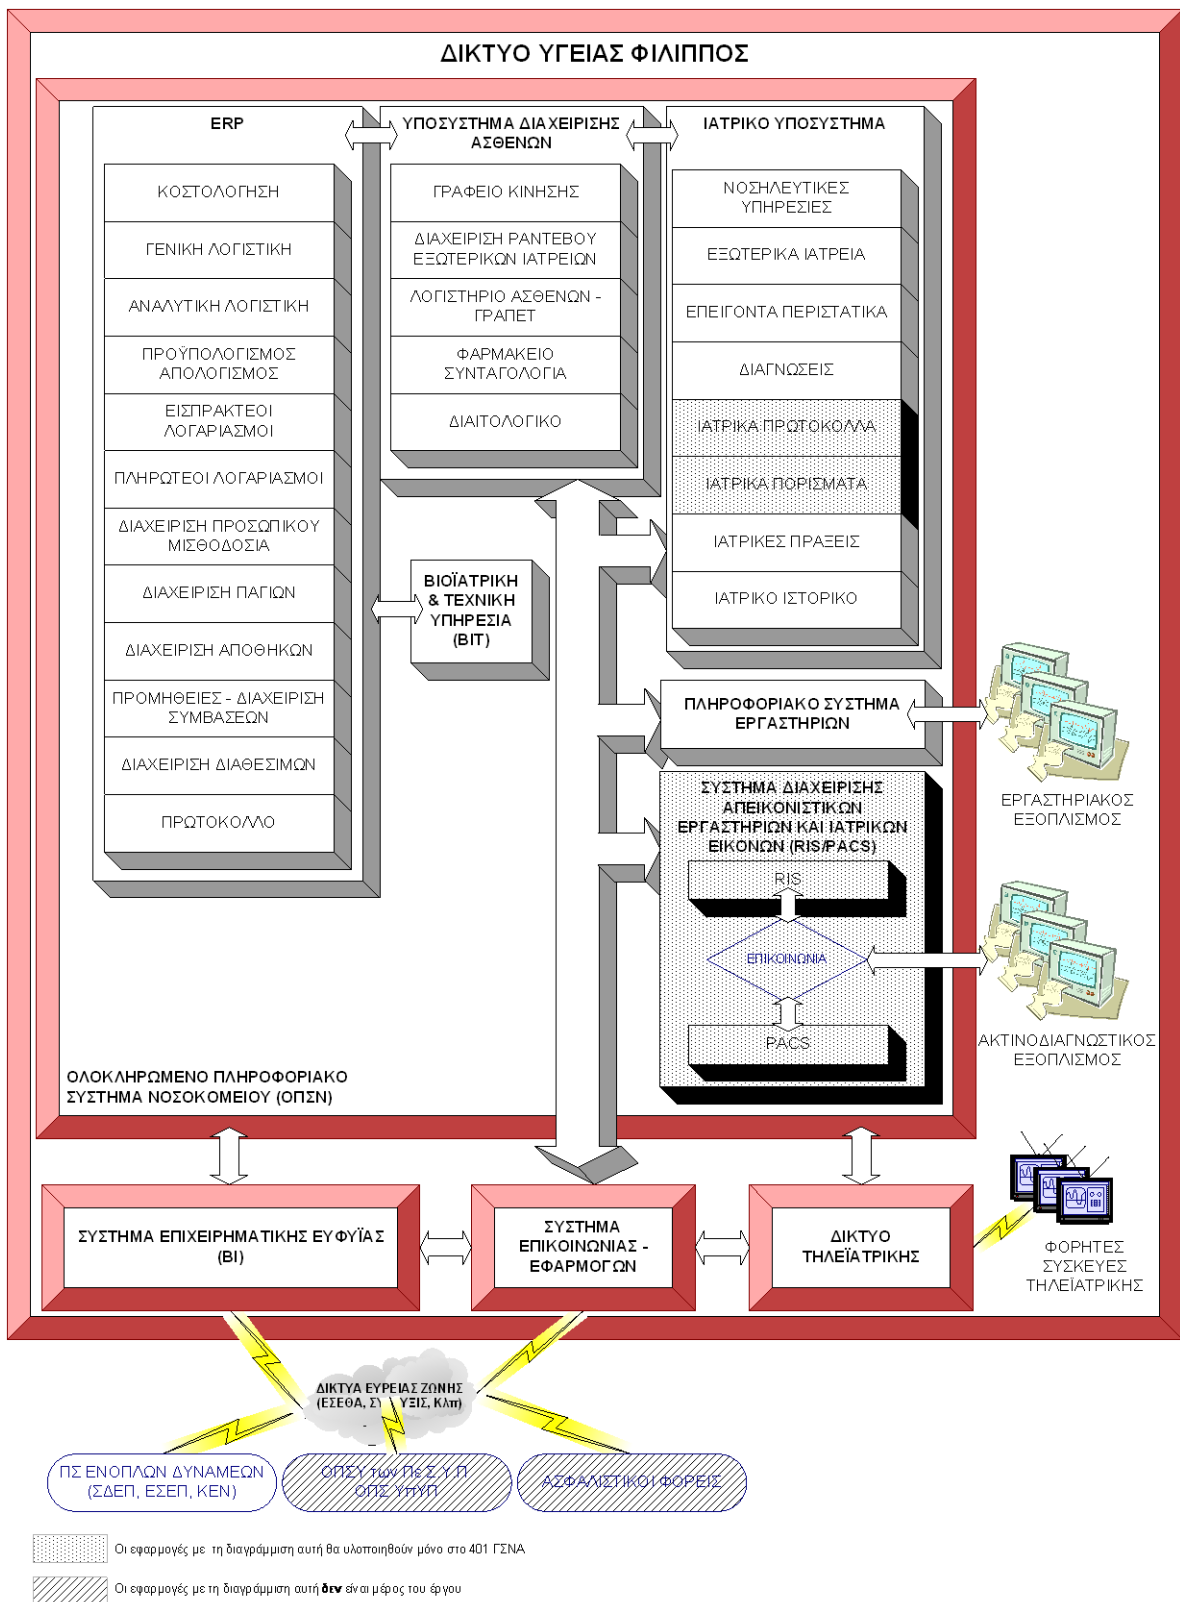 ΔΙΚΤΥΟ ΥΓΕΙΑΣ ΦΙΛΙΠΠΟΣ
ERP
ΚΟΣΤΟΛΟΓΗΣΗ
ΓΕΝΙΚΗ ΛΟΓΙΣΤΙΚΗ
ΑΝΑΛΥΤΙΚΗ ΛΟΓΙΣΤΙΚΗ
ΠΡΟΫΠΟΛΟΓΙΣΜΟΣ
ΑΠΟΛΟΓΙΣΜΟΣ
ΕΙΣΠΡΑΚΤΕΟΙ
ΛΟΓΑΡΙΑΣΜΟΙ
ΠΛΗΡΩΤΕΟΙ ΛΟΓΑΡΙΑΣΜΟΙ
ΔΙΑΧΕΙΡΙΣΗ ΠΡΟΣΩΠΙΚΟΥ
ΜΙΣΘΟΔΟΣΙΑ
ΔΙΑΧΕΙΡΙΣΗ ΠΑΓΙΩΝ
ΔΙΑΧΕΙΡΙΣΗ ΑΠΟΘΗΚΩΝ
ΠΡΟΜΗΘΕΙΕΣ - ΔΙΑΧΕΙΡΙΣΗ
ΣΥΜΒΑΣΕΩΝ
ΔΙΑΧΕΙΡΙΣΗ ΔΙΑΘΕΣΙΜΩΝ
ΠΡΩΤΟΚΟΛΛΟ
ΥΠΟΣΥΣΤΗΜΑ ΔΙΑΧΕΙΡΙΣΗΣ
ΑΣΘΕΝΩΝ
ΓΡΑΦΕΙΟ ΚΙΝΗΣΗΣ
ΔΙΑΧΕΙΡΙΣΗ ΡΑΝΤΕΒΟΥ
ΕΞΩΤΕΡΙΚΩΝ ΙΑΤΡΕΙΩΝ
ΛΟΓΙΣΤΗΡΙΟ ΑΣΘΕΝΩΝ -
ΓΡΑΠΕΤ
ΦΑΡΜΑΚΕΙΟ
ΣΥΝΤΑΓΟΛΟΓΙΑ
ΔΙΑΙΤΟΛΟΓΙΚΟ
ΒΙΟΪΑΤΡΙΚΗ
& ΤΕΧΝΙΚΗ
ΥΠΗΡΕΣΙΑ
(ΒΙΤ)
ΙΑΤΡΙΚΟ ΥΠΟΣΥΣΤΗΜΑ
ΝΟΣΗΛΕΥΤΙΚΕΣ
ΥΠΗΡΕΣΙΕΣ
ΕΞΩΤΕΡΙΚΑ ΙΑΤΡΕΙΑ
ΕΠΕΙΓΟΝΤΑ ΠΕΡΙΣΤΑΤΙΚΑ
ΔΙΑΓΝΩΣΕΙΣ
ΙΑΤΡΙΚΑ ΠΡΩΤΟΚΟΛΛΑ
ΙΑΤΡΙΚΑ ΠΟΡΙΣΜΑΤΑ
ΙΑΤΡΙΚΕΣ ΠΡΑΞΕΙΣ
ΙΑΤΡΙΚΟ ΙΣΤΟΡΙΚΟ
ΠΛΗΡΟΦΟΡΙΑΚΟ ΣΥΣΤΗΜΑ
ΕΡΓΑΣΤΗΡΙΩΝ
ΕΡΓΑΣΤΗΡΙΑΚΟΣ
ΕΞΟΠΛΙΣΜΟΣ
ΣΥΣΤΗΜΑ ΔΙΑΧΕΙΡΙΣΗΣ
ΑΠΕΙΚΟΝΙΣΤΙΚΩΝ
ΕΡΓΑΣΤΗΡΙΩΝ ΚΑΙ ΙΑΤΡΙΚΩΝ
ΕΙΚΟΝΩΝ (RIS/PACS)
RIS
ΕΠΙΚΟΙΝΩΝΙΑ
PACS
ΑΚΤΙΝΟΔΙΑΓΝΩΣΤΙΚΟΣ
ΕΞΟΠΛΙΣΜΟΣ
ΟΛΟΚΛΗΡΩΜΕΝΟ ΠΛΗΡΟΦΟΡΙΑΚΟ
ΣΥΣΤΗΜΑ ΝΟΣΟΚΟΜΕΙΟΥ (ΟΠΣΝ)
ΣΥΣΤΗΜΑ ΕΠΙΧΕΙΡΗΜΑΤΙΚΗΣ ΕΥΦΥΪΑΣ
(BI)
ΣΥΣΤΗΜΑ
ΕΠΙΚΟΙΝΩΝΙΑΣ -
ΕΦΑΡΜΟΓΩΝ
ΔΙΚΤΥΟ
ΤΗΛΕΪΑΤΡΙΚΗΣ
ΦΟΡΗΤΕΣ
ΣΥΣΚΕΥΕΣ
ΤΗΛΕΪΑΤΡΙΚΗΣ
ΔΙΚΤΥΑ ΕΥΡΕΙΑΣ ΖΩΝΗΣ
(ΕΣΕΘΑ, ΚΛπ)
ΠΣ ΕΝΟΠΛΩΝ ΔΥΝΑΜΕΩΝ
(ΣΔΕΠ, ΕΣΕΠ, ΚΕΝ)
ΟΠΣΥ των Πε.Σ.Υ.Π
ΟΠΣ ΥπΥΠ
ΑΣΦΑΛΙΣΤΙΚΟΙ ΦΟΡΕΙΣ
Οι εφαρμογές με τη διαγράμμιση αυτή θα υλοποιηθούν μόνο στο 401 ΓΣΝΑ
Οι εφαρμογές με τη διαγράμμιση αυτή δεν είναι μέρος του έργου